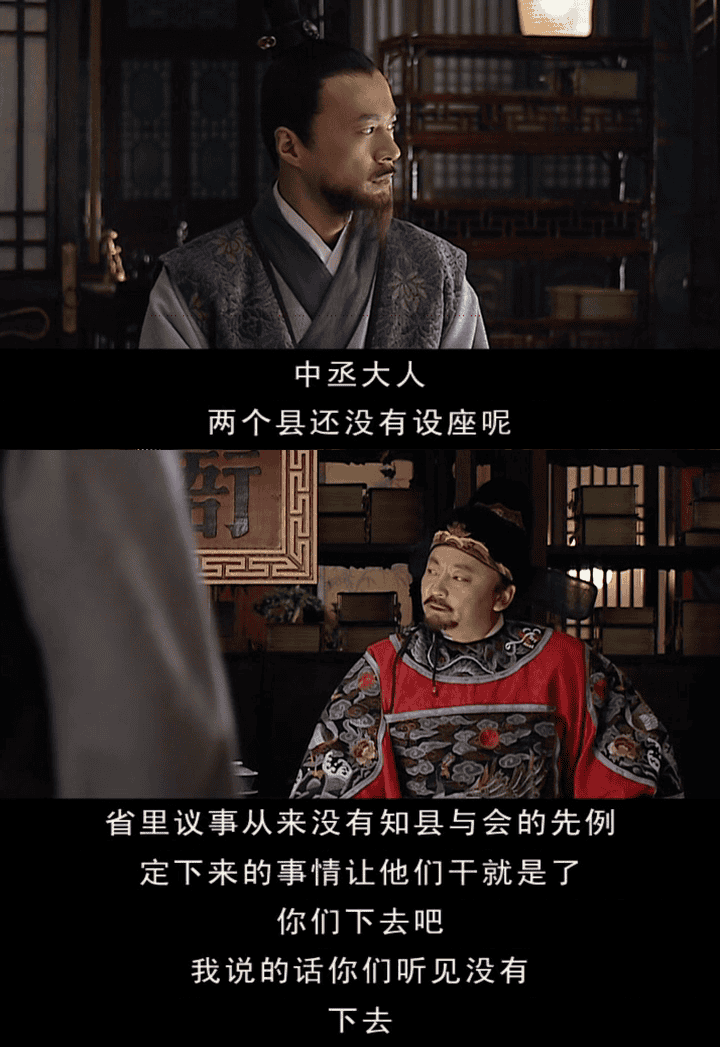 中丞大人
两个县还没有设座呢
省里议事从来没有知县与会的先例
定下来的事情让他们干就是了
你们下去吧
我说的话你们听见没有
下去